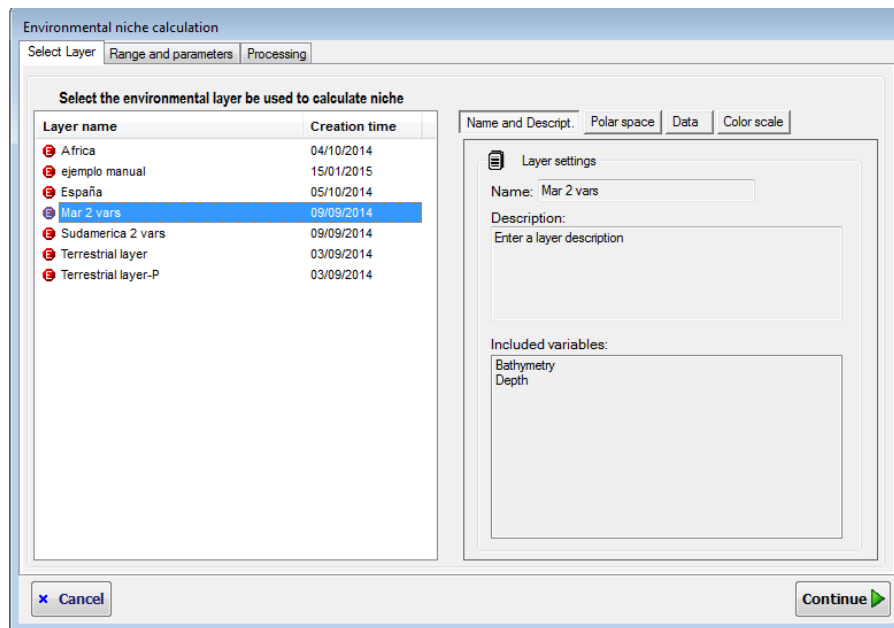 Environmental niche calculation
Select Layer Range and parameters Processing
Select the environmental layer be used to calculate niche
Layer name Creation time
Africa 04/10/2014
ejemplo manual 15/01/2015
España 05/10/2014
Mar 2 vars 09/09/2014
Sudamerica 2 vars 09/09/2014
Terrestrial layer 03/09/2014
Terrestrial layer-P 03/09/2014
Name and Descript. Polar space Data Color scale
Layer settings
Name: Mar 2 vars
Description:
Enter a layer description
Included variables:
Bathymetry
Depth
Cancel
Continue